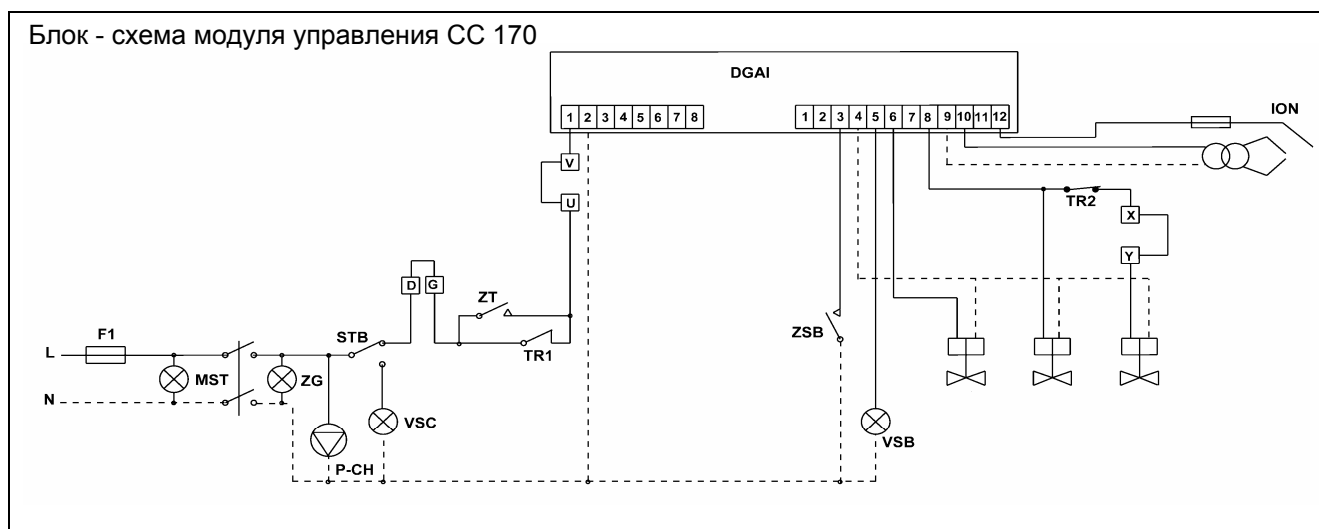 Блок - схема модуля управления СС 170
DGAI
1 2 3 4 5 6 7 8
1 2 3 4 5 6 7 8 9 10 11 12
ION
V
U
TR2
X
Y
D G
ZT
STB
TR1
ZSB
F1
L
MST
ZG
N
VSC
VSB
P-CH